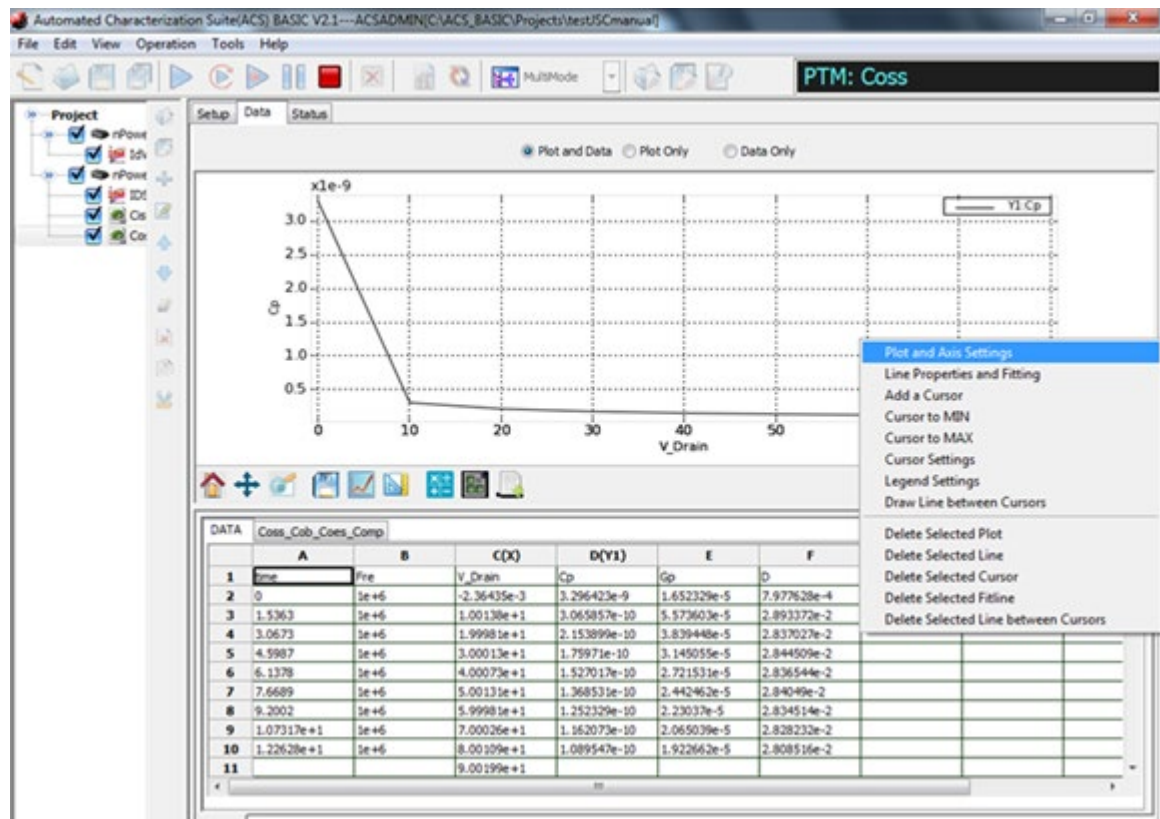 Automated Characterization Suite(ACS) BASIC V2.1---ACSADMIN[C:\ACS_BASIC\Projects\testJSCmanual]
File Edit View Operation Tools Help
MultiMode
PTM: Coss
Project
nPowe
IdV
nPowe
IDS
Cis
Cos
Setup Data Status
Plot and Data Plot Only Data Only
x1e-9
Y1 Cp
3.0
2.5
2.0
Cp
1.5
1.0
0.5
0 10 20 30 40 50
V_Drain
Plot and Axis Settings
Line Properties and Fitting
Add a Cursor
Cursor to MIN
Cursor to MAX
Cursor Settings
Legend Settings
Draw Line between Cursors
Delete Selected Plot
Delete Selected Line
Delete Selected Cursor
Delete Selected Fitline
Delete Selected Line between Cursors
DATA Coss_Cob_Coes_Comp
A B C(X) D(Y1) E F
1 time Fre V_Drain Cp Gp D
2 0 1e+6 -2.36435e-3 3.296423e-9 1.652329e-5 7.977628e-4
3 1.5363 1e+6 1.00138e+1 3.065857e-10 5.573603e-5 2.893372e-2
4 3.0673 1e+6 1.99981e+1 2.153899e-10 3.839448e-5 2.837027e-2
5 4.5987 1e+6 3.00013e+1 1.75971e-10 3.145055e-5 2.844509e-2
6 6.1378 1e+6 4.00073e+1 1.527017e-10 2.721531e-5 2.836544e-2
7 7.6689 1e+6 5.00131e+1 1.368531e-10 2.442462e-5 2.84049e-2
8 9.2002 1e+6 5.99981e+1 1.252329e-10 2.23037e-5 2.834514e-2
9 1.07317e+1 1e+6 7.00026e+1 1.162073e-10 2.065039e-5 2.828232e-2
10 1.22628e+1 1e+6 8.00109e+1 1.089547e-10 1.922662e-5 2.808516e-2
11 9.00199e+1